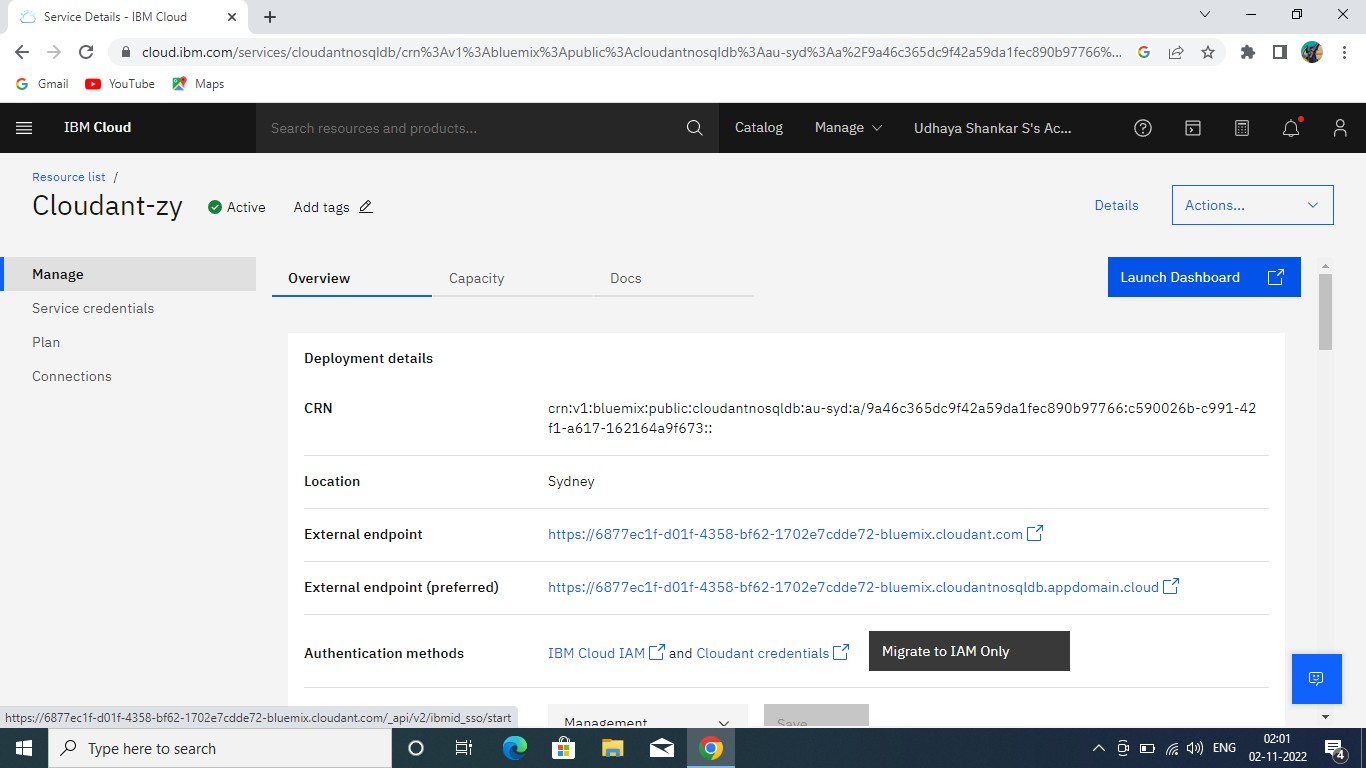 Service Details - IBM Cloud
cloud.ibm.com/services/cloudantnosqldb/crn%3Av1%3Abluemix%3Apublic%3Acloudantnosqldb%3Aau-syd%3Aa%2F9a46c365dc9f42a59da1fec890b97766%...
Gmail YouTube Maps
IBM Cloud Search resources and products... Catalog Manage Udhaya Shankar S's Ac...
Resource list /
Cloudant-zy Active Add tags Details Actions...
Manage Overview Capacity Docs Launch Dashboard
Service credentials
Plan
Connections
Deployment details
CRN crn:v1:bluemix:public:cloudantnosqldb:au-syd:a/9a46c365dc9f42a59da1fec890b97766:c590026b-c991-42
f1-a617-162164a9f673::
Location Sydney
External endpoint https://6877ec1f-d01f-4358-bf62-1702e7cdde72-bluemix.cloudant.com
External endpoint (preferred) https://6877ec1f-d01f-4358-bf62-1702e7cdde72-bluemix.cloudantnosqldb.appdomain.cloud
Authentication methods IBM Cloud IAM and Cloudant credentials Migrate to IAM Only
https://6877ec1f-d01f-4358-bf62-1702e7cdde72-bluemix.cloudant.com/_api/v2/ibmid_sso/start Management Save
Type here to search ENG 02:01
02-11-2022 4